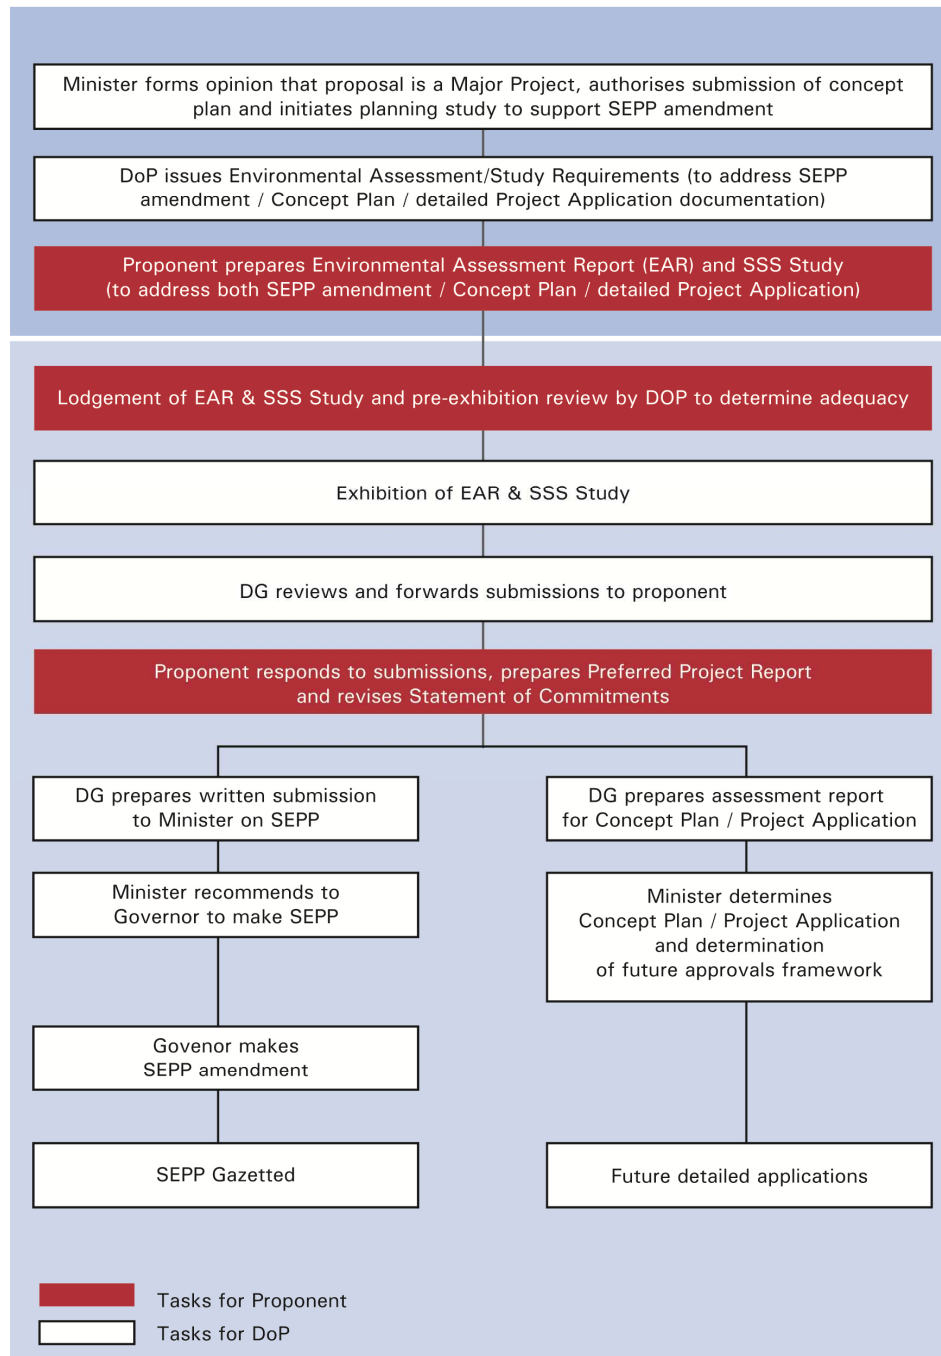 Minister forms opinion that proposal is a Major Project, authorises submission of concept
plan and initiates planning study to support SEPP amendment
DoP issues Environmental Assessment/Study Requirements (to address SEPP
amendment / Concept Plan / detailed Project Application documentation)
Proponent prepares Environmental Assessment Report (EAR) and SSS Study
(to address both SEPP amendment / Concept Plan / detailed Project Application)
Lodgement of EAR & SSS Study and pre-exhibition review by DOP to determine adequacy
Exhibition of EAR & SSS Study
DG reviews and forwards submissions to proponent
Proponent responds to submissions, prepares Preferred Project Report
and revises Statement of Commitments
DG prepares written submission
to Minister on SEPP
Minister recommends to
Governor to make SEPP
Govenor makes
SEPP amendment
SEPP Gazetted
DG prepares assessment report
for Concept Plan / Project Application
Minister determines
Concept Plan / Project Application
and determination
of future approvals framework
Future detailed applications
Tasks for Proponent
Tasks for DoP